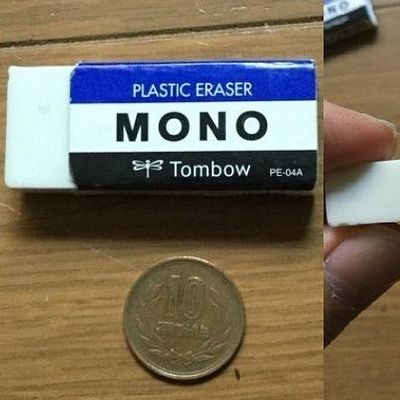 PLASTIC ERASER
MONO
Tombow PE-04A
10